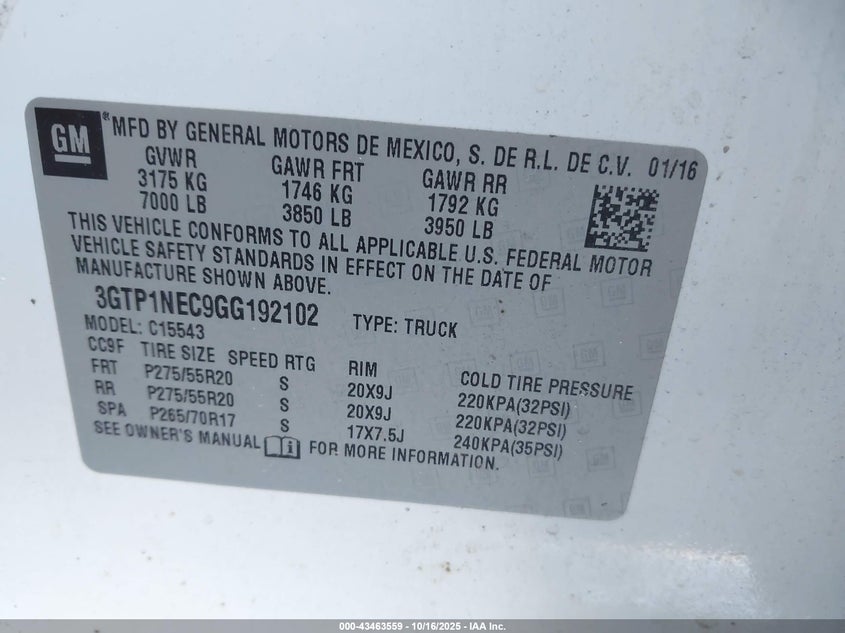 GM ® MFD BY GENERAL MOTORS DE MEXICO, S. DE R.L. DE C.V. 01/16
GVWR GAWR FRT GAWR RR
3175 KG 1746 KG 1792 KG
7000 LB 3850 LB 3950 LB
THIS VEHICLE CONFORMS TO ALL APPLICABLE U.S. FEDERAL MOTOR
VEHICLE SAFETY STANDARDS IN EFFECT ON THE DATE OF
MANUFACTURE SHOWN ABOVE.
3GTP1NEC9GG192102 TYPE: TRUCK
MODEL: C15543
CC9F TIRE SIZE SPEED RTG RIM COLD TIRE PRESSURE
FRT P275/55R20 S 20X9J 220KPA(32PSI)
RR P275/55R20 S 20X9J 220KPA(32PSI)
SPA P265/70R17 S 17X7.5J 240KPA(35PSI)
SEE OWNER'S MANUAL FOR MORE INFORMATION.
000-43463559 - 10/16/2025 - IAA Inc.